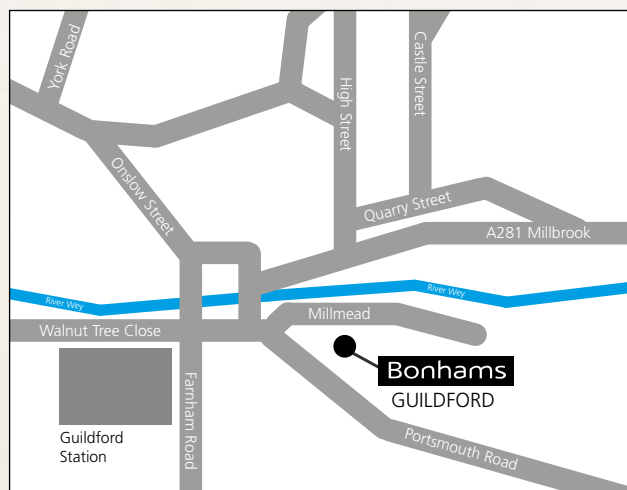 York Road
High Street
Castle Street
Onslow Street
Quarry Street
A281 Millbrook
River Wey
River Wey
Millmead
Walnut Tree Close
Bonhams
GUILDFORD
Farnham Road
Guildford
Station
Portsmouth Road